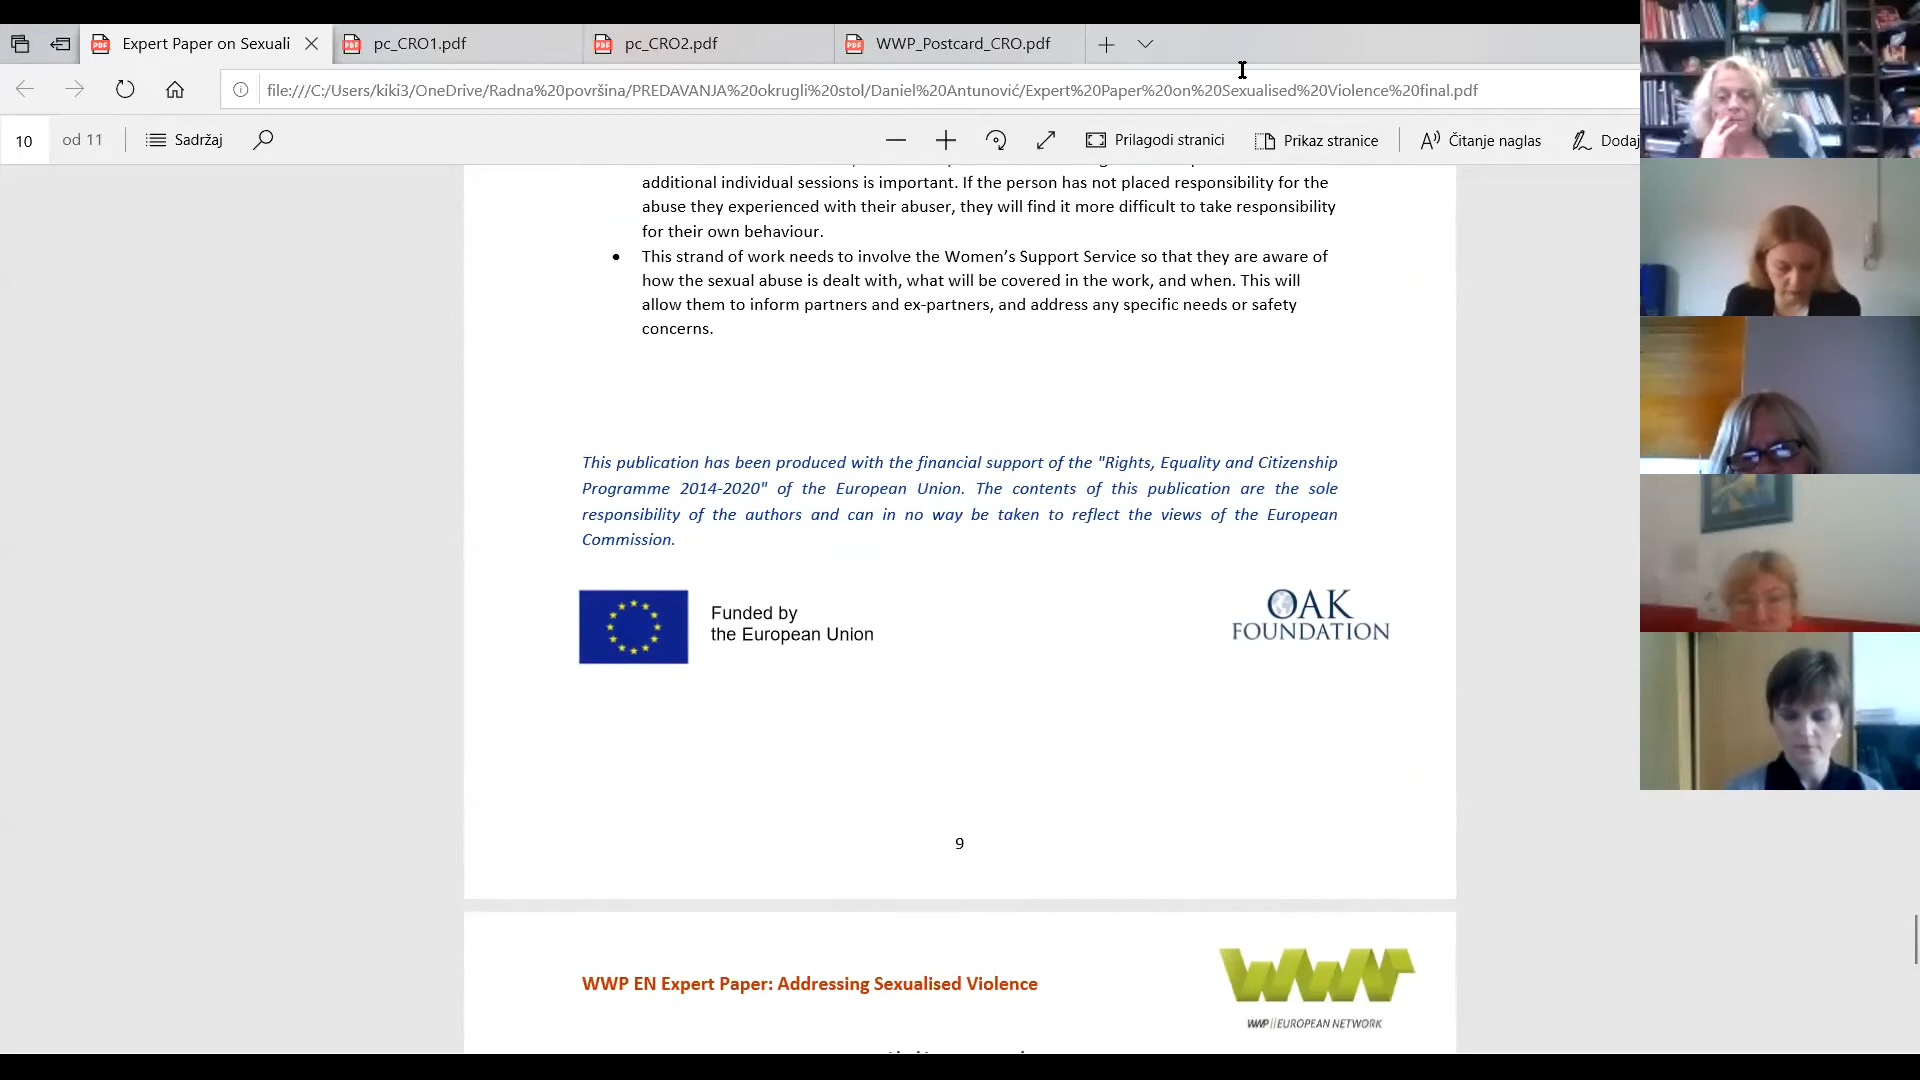 Expert Paper on Sexuali
pc_CRO1.pdf
pc_CRO2.pdf
WWP_Postcard_CRO.pdf
file:///C:/Users/kiki3/OneDrive/Radna%20površina/PREDAVANJA%20okrugli%20stol/Daniel%20Antunović/Expert%20Paper%20on%20Sexualised%20Violence%20final.pdf
10 od 11 Sadržaj Prilagodi stranici Prikaz stranice Čitanje naglas Dodaj
additional individual sessions is important. If the person has not placed responsibility for the
abuse they experienced with their abuser, they will find it more difficult to take responsibility
for their own behaviour.
• This strand of work needs to involve the Women’s Support Service so that they are aware of
how the sexual abuse is dealt with, what will be covered in the work, and when. This will
allow them to inform partners and ex-partners, and address any specific needs or safety
concerns.
This publication has been produced with the financial support of the "Rights, Equality and Citizenship
Programme 2014-2020" of the European Union. The contents of this publication are the sole
responsibility of the authors and can in no way be taken to reflect the views of the European
Commission.
Funded by
the European Union
OAK
FOUNDATION
9
WWP EN Expert Paper: Addressing Sexualised Violence
WWP
WWP//EUROPEAN NETWORK